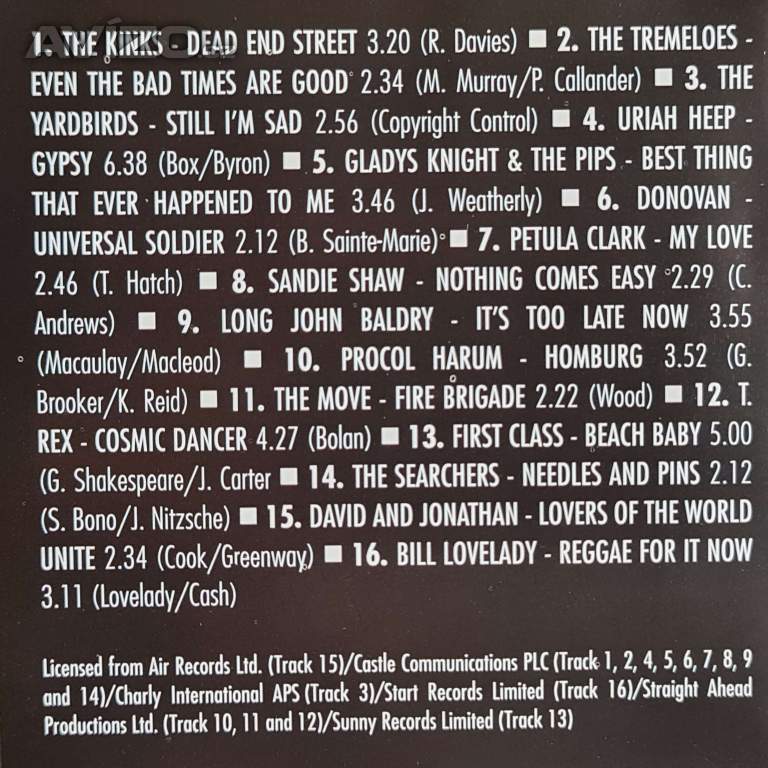 1. THE KINKS - DEAD END STREET 3.20 (R. Davies) ■ 2. THE TREMELOES -
EVEN THE BAD TIMES ARE GOOD 2.34 (M. Murray/P. Callander) ■ 3. THE
YARDBIRDS - STILL I'M SAD 2.56 (Copyright Control) ■ 4. URIAH HEEP -
GYPSY 6.38 (Box/Byron) ■ 5. GLADYS KNIGHT & THE PIPS - BEST THING
THAT EVER HAPPENED TO ME 3.46 (J. Weatherly) ■ 6. DONOVAN -
UNIVERSAL SOLDIER 2.12 (B. Sainte-Marie) ■ 7. PETULA CLARK - MY LOVE
2.46 (T. Hatch) ■ 8. SANDIE SHAW - NOTHING COMES EASY 2.29 (C.
Andrews) ■ 9. LONG JOHN BALDRY - IT'S TOO LATE NOW 3.55
(Macaulay/Macleod) ■ 10. PROCOL HARUM - HOMBURG 3.52 (G.
Brooker/K. Reid) ■ 11. THE MOVE - FIRE BRIGADE 2.22 (Wood) ■ 12. T.
REX - COSMIC DANCER 4.27 (Bolan) ■ 13. FIRST CLASS - BEACH BABY 5.00
(G. Shakespeare/J. Carter ■ 14. THE SEARCHERS - NEEDLES AND PINS 2.12
(S. Bono/J. Nitzsche) ■ 15. DAVID AND JONATHAN - LOVERS OF THE WORLD
UNITE 2.34 (Cook/Greenway) ■ 16. BILL LOVELADY - REGGAE FOR IT NOW
3.11 (Lovelady/Cash)
Licensed from Air Records Ltd. (Track 15)/Castle Communications PLC (Track 1, 2, 4, 5, 6, 7, 8, 9
and 14)/Charly International APS (Track 3)/Start Records Limited (Track 16)/Straight Ahead
Productions Ltd. (Track 10, 11 and 12)/Sunny Records Limited (Track 13)